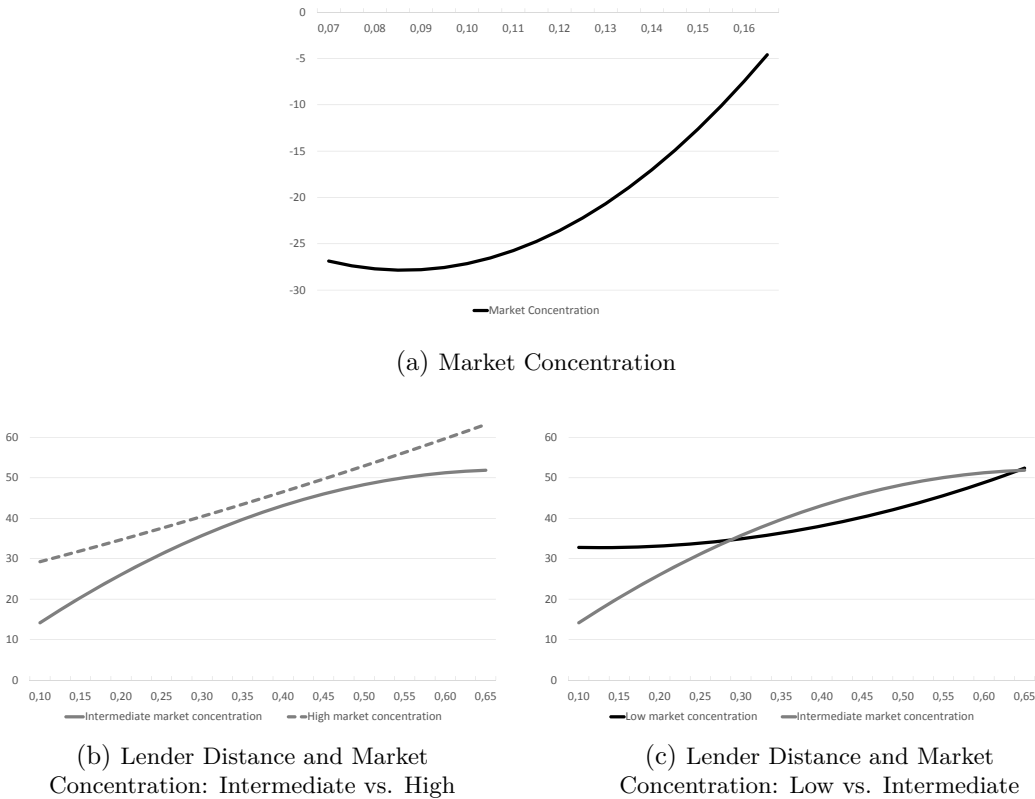 0
0,07 0,08 0,09 0,10 0,11 0,12 0,13 0,14 0,15 0,16
-5
-10
-15
-20
-25
-30
Market Concentration
(a) Market Concentration
60
50
40
30
20
10
0
0,10 0,15 0,20 0,25 0,30 0,35 0,40 0,45 0,50 0,55 0,60 0,65
Intermediate market concentration High market concentration
(b) Lender Distance and Market
Concentration: Intermediate vs. High
60
50
40
30
20
10
0
0,10 0,15 0,20 0,25 0,30 0,35 0,40 0,45 0,50 0,55 0,60 0,65
Low market concentration Intermediate market concentration
(c) Lender Distance and Market
Concentration: Low vs. Intermediate